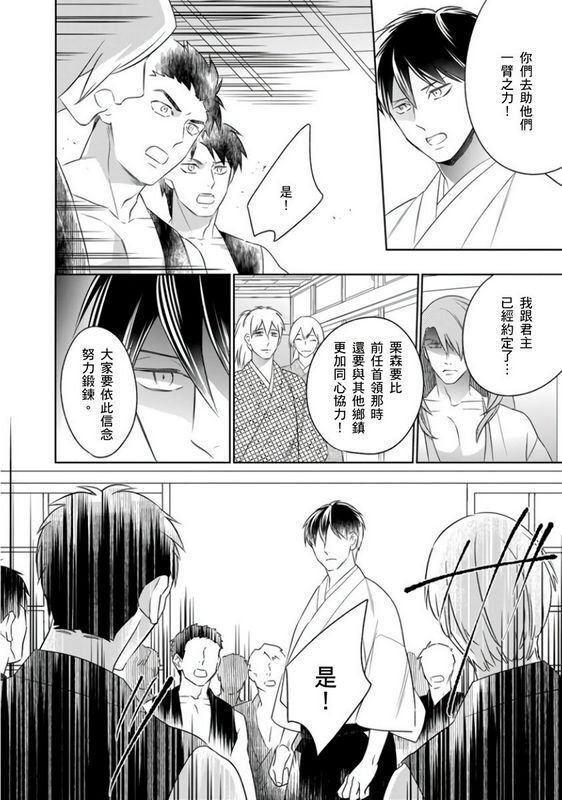 你們去助他們
一臂之力！
是！
我跟君主
已經約定了…
栗森要比
前任首領那時
還要與其他鄉鎮
更加同心協力！
大家要依此信念
努力鍛鍊。
是！